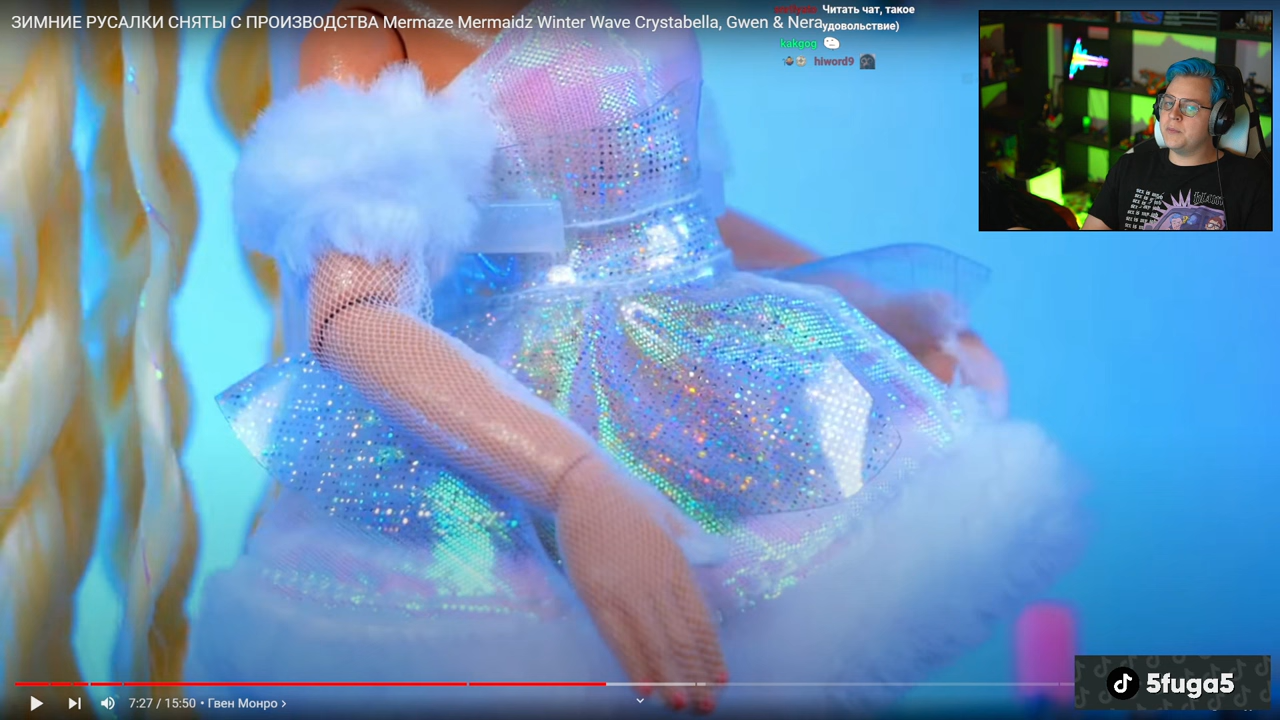 ЗИМНИЕ РУСАЛКИ СНЯТЫ С ПРОИЗВОДСТВА Mermaze Mermaidz Winter Wave Crystabella, Gwen & Nera
Читать чат, такое
удовольствие)
kakgog
hiword9
7:27 / 15:50 • Гвен Монро
5fuga5